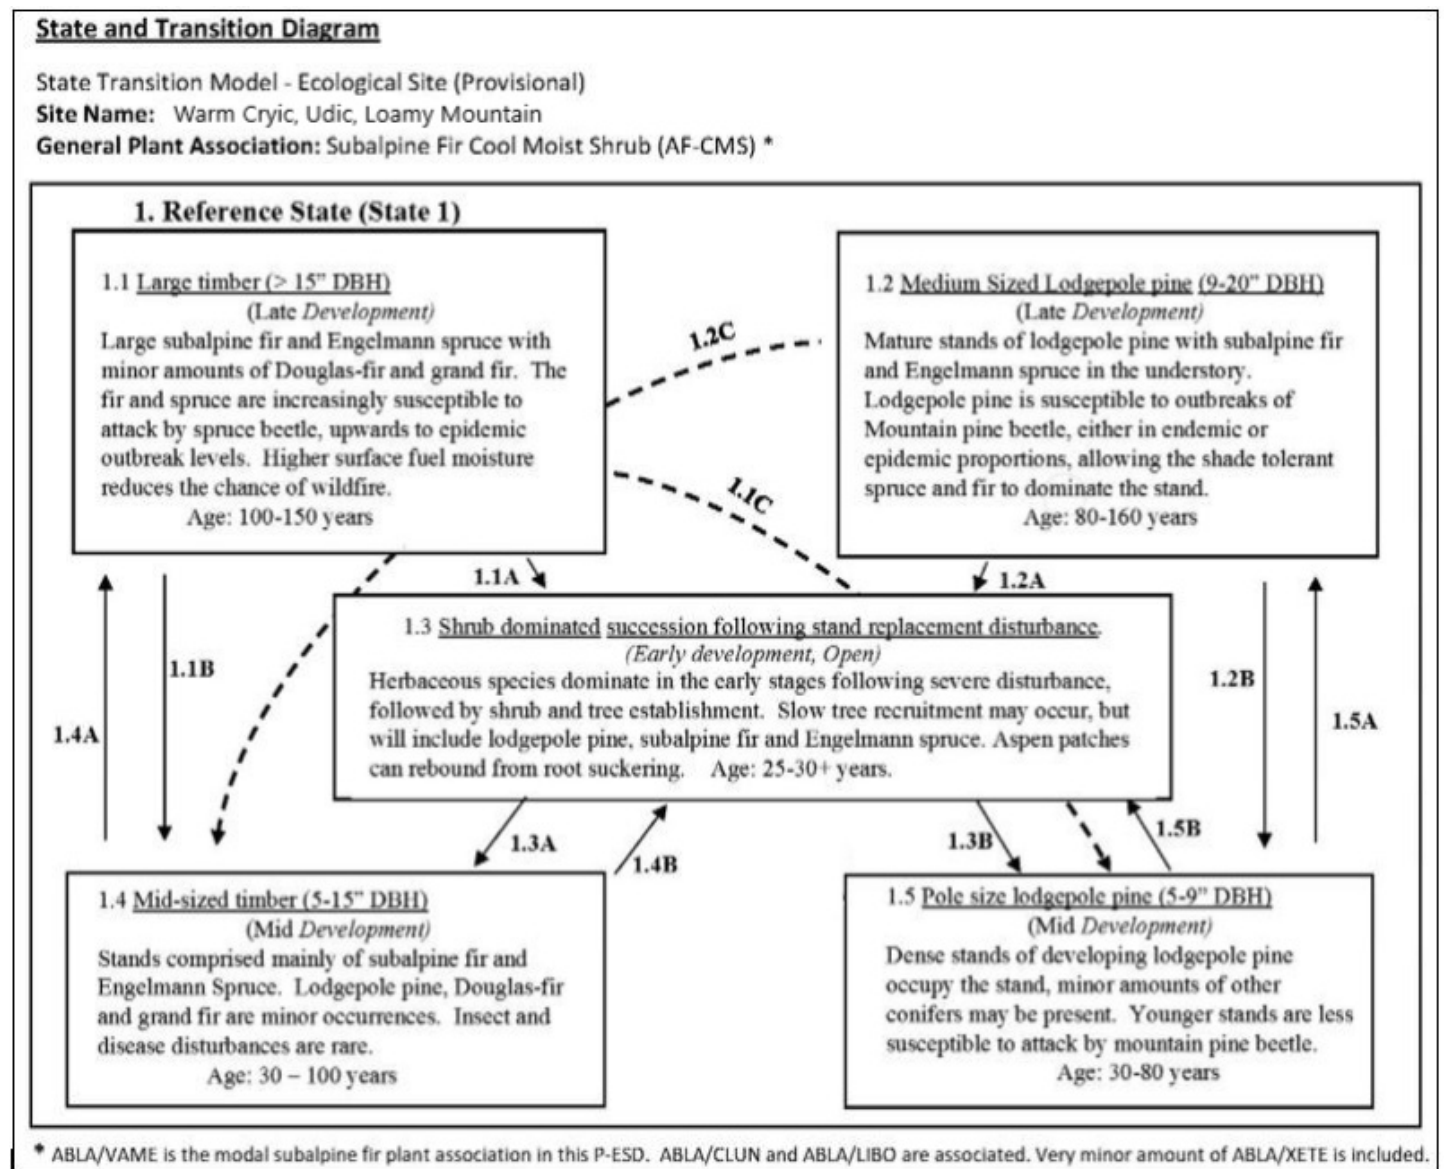 State and Transition Diagram
State Transition Model - Ecological Site (Provisional)
Site Name: Warm Cryic, Udic, Loamy Mountain
General Plant Association: Subalpine Fir Cool Moist Shrub (AF-CMS) *
1. Reference State (State 1)
1.1 Large timber (> 15" DBH)
(Late Development)
Large subalpine fir and Engelmann spruce with
minor amounts of Douglas-fir and grand fir. The
fir and spruce are increasingly susceptible to
attack by spruce beetle, upwards to epidemic
outbreak levels. Higher surface fuel moisture
reduces the chance of wildfire.
Age: 100-150 years
1.2C
1.1C
1.2 Medium Sized Lodgepole pine (9-20" DBH)
(Late Development)
Mature stands of lodgepole pine with subalpine fir
and Engelmann spruce in the understory.
Lodgepole pine is susceptible to outbreaks of
Mountain pine beetle, either in endemic or
epidemic proportions, allowing the shade tolerant
spruce and fir to dominate the stand.
Age: 80-160 years
1.1A
1.2A
1.3 Shrub dominated succession following stand replacement disturbance.
(Early development, Open)
Herbaceous species dominate in the early stages following severe disturbance,
followed by shrub and tree establishment. Slow tree recruitment may occur, but
will include lodgepole pine, subalpine fir and Engelmann spruce. Aspen patches
can rebound from root suckering. Age: 25-30+ years.
1.1B
1.4A
1.2B
1.5A
1.3A
1.4B
1.3B
1.5B
1.4 Mid-sized timber (5-15" DBH)
(Mid Development)
Stands comprised mainly of subalpine fir and
Engelmann Spruce. Lodgepole pine, Douglas-fir
and grand fir are minor occurrences. Insect and
disease disturbances are rare.
Age: 30 – 100 years
1.5 Pole size lodgepole pine (5-9" DBH)
(Mid Development)
Dense stands of developing lodgepole pine
occupy the stand, minor amounts of other
conifers may be present. Younger stands are less
susceptible to attack by mountain pine beetle.
Age: 30-80 years
* ABLA/VAME is the modal subalpine fir plant association in this P-ESD. ABLA/CLUN and ABLA/LIBO are associated. Very minor amount of ABLA/XETE is included.